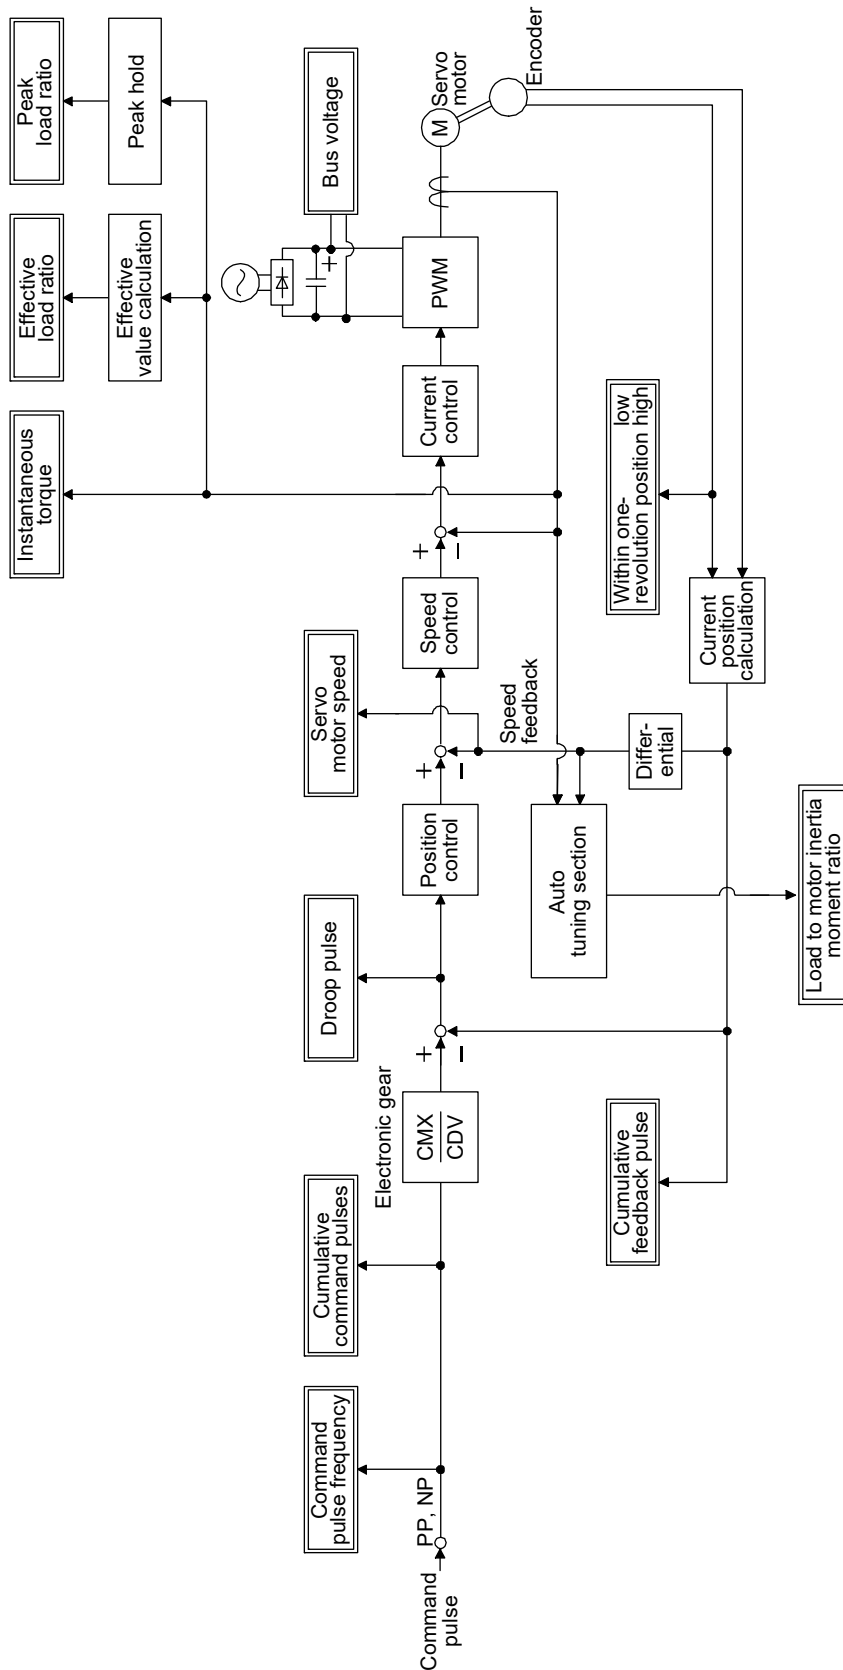 Instantaneous
torque
Effective
load ratio
Peak
load ratio
Effective
value calculation
Peak hold
Command
pulse frequency
Cumulative
command pulses
Droop pulse
Servo
motor speed
Bus voltage
Electronic gear
Command
pulse
PP, NP
CMX
CDV
+
−
Position
control
+
−
Speed
control
+
−
Current
control
PWM
+
M
Servo
motor
Encoder
Speed
feedback
Auto
tuning section
Differ-
ential
Cumulative
feedback pulse
Within one- low
revolution position high
Current
position
calculation
Load to motor inertia
moment ratio